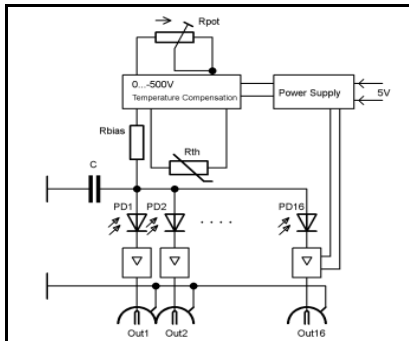 Rpot
0...-500V
Temperature Compensation
Power Supply
5V
Rbias
Rth
C
PD1
PD2
PD16
Out1
Out2
Out16